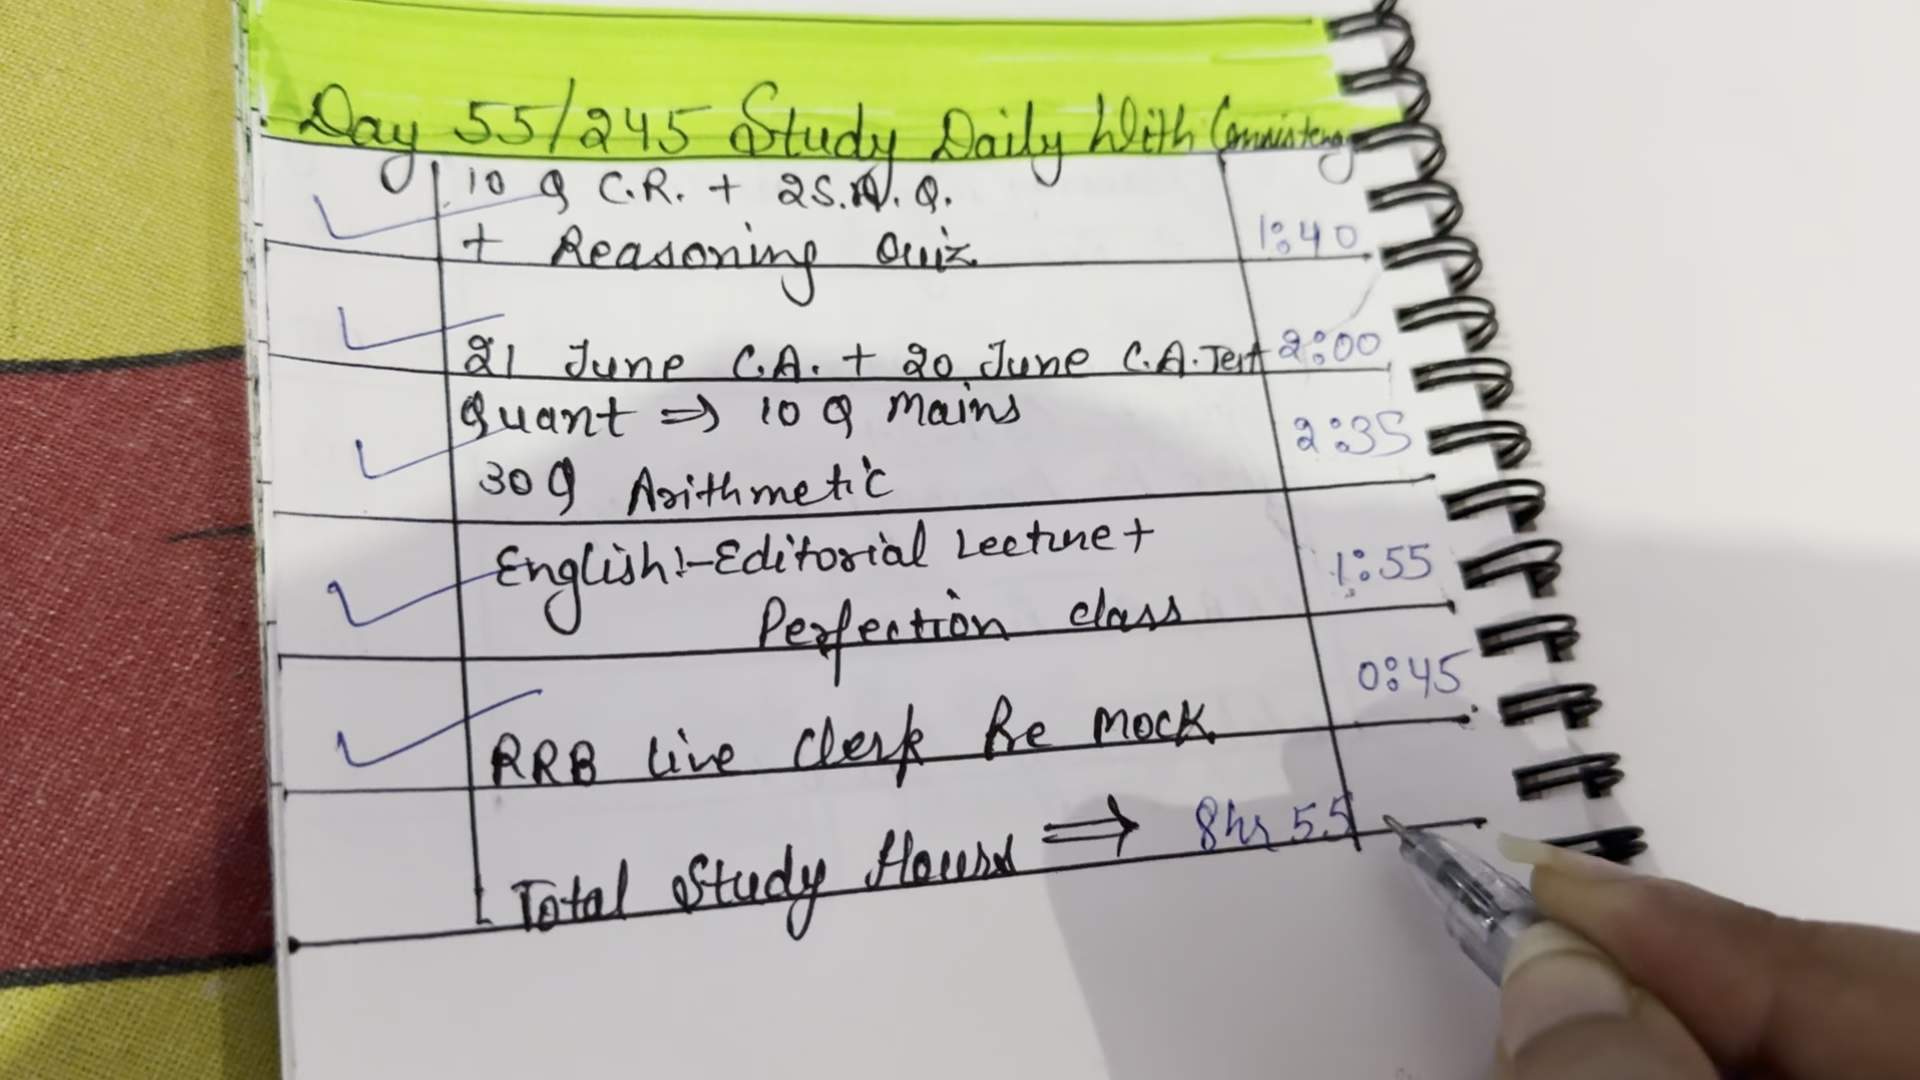 Day 55/245 Study Daily With Consistency
10 Q C.R. + 2 S.N.Q.
+ Reasoning Quiz
1:40
21 June C.A. + 20 June C.A. Test 2:00
Quant ⇒ 10 Q Mains
30 Q Arithmetic
2:35
English:-Editorial Lecture +
Perfection class
1:55
RRB Live Clerk Re Mock
0:45
Total Study Hours ⇒ 8hr 55